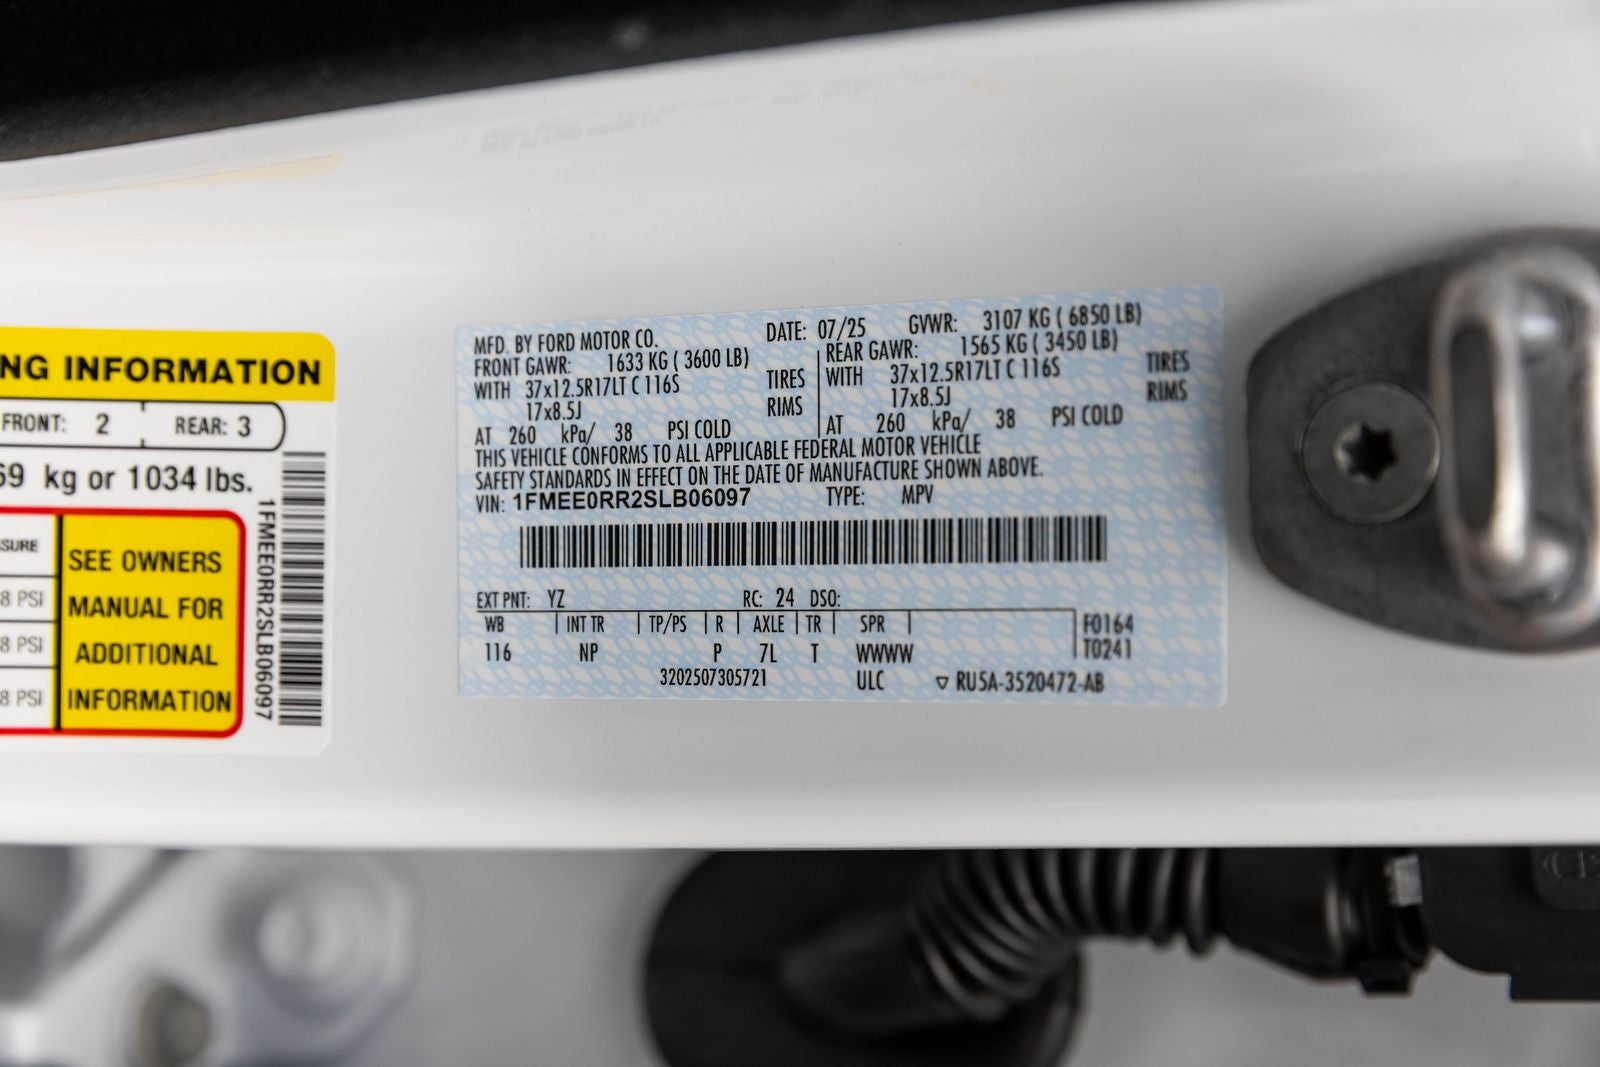 NG INFORMATION
FRONT: 2 REAR: 3
69 kg or 1034 lbs.
SSURE
8 PSI
8 PSI
8 PSI
SEE OWNERS
MANUAL FOR
ADDITIONAL
INFORMATION
1FMEE0RR2SLB06097
MFD. BY FORD MOTOR CO. DATE: 07/25 GVWR: 3107 KG ( 6850 LB)
FRONT GAWR: 1633 KG ( 3600 LB) REAR GAWR: 1565 KG ( 3450 LB)
WITH 37x12.5R17LT C 116S TIRES WITH 37x12.5R17LT C 116S TIRES
17x8.5J RIMS 17x8.5J RIMS
AT 260 kPa/ 38 PSI COLD AT 260 kPa/ 38 PSI COLD
THIS VEHICLE CONFORMS TO ALL APPLICABLE FEDERAL MOTOR VEHICLE
SAFETY STANDARDS IN EFFECT ON THE DATE OF MANUFACTURE SHOWN ABOVE.
VIN: 1FMEE0RR2SLB06097 TYPE: MPV
EXT PNT: YZ RC: 24 DSO:
WB INT TR TP/PS R AXLE TR SPR F0164
116 NP P 7L T WWWW T0241
3202507305721 ULC ▽ RU5A-3520472-AB